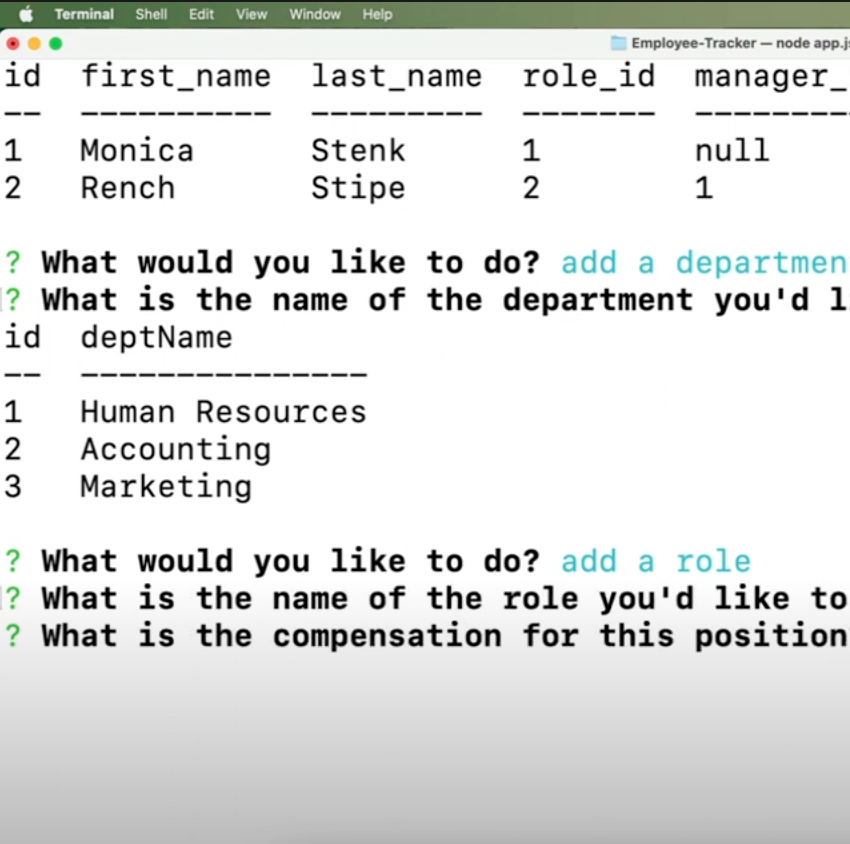 Terminal Shell Edit View Window Help
Employee-Tracker — node app.js
id first_name last_name role_id manager_
-- ---------- --------- ------- --------
1 Monica Stenk 1 null
2 Rench Stipe 2 1
? What would you like to do? add a departmen
? What is the name of the department you'd l
id deptName
-- ---------------
1 Human Resources
2 Accounting
3 Marketing
? What would you like to do? add a role
? What is the name of the role you'd like to
? What is the compensation for this position